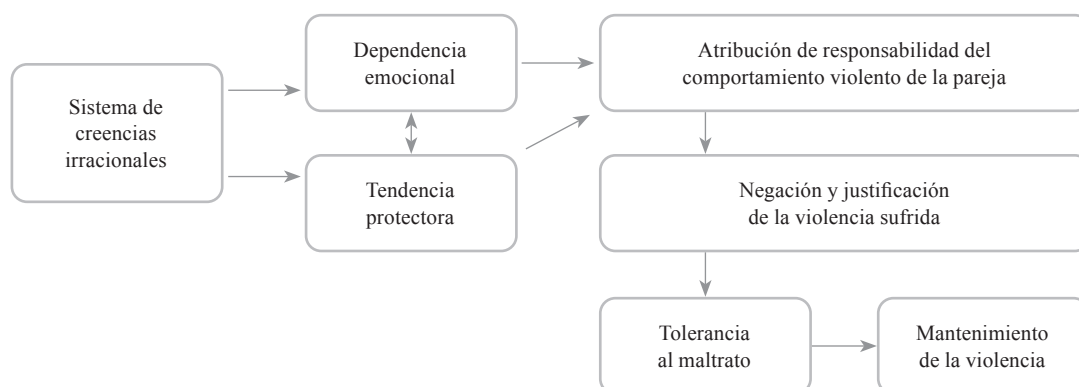 Sistema de
creencias
irracionales
Dependencia
emocional
Tendencia
protectora
Atribución de responsabilidad del
comportamiento violento de la pareja
Negación y justificación
de la violencia sufrida
Tolerancia
al maltrato
Mantenimiento
de la violencia